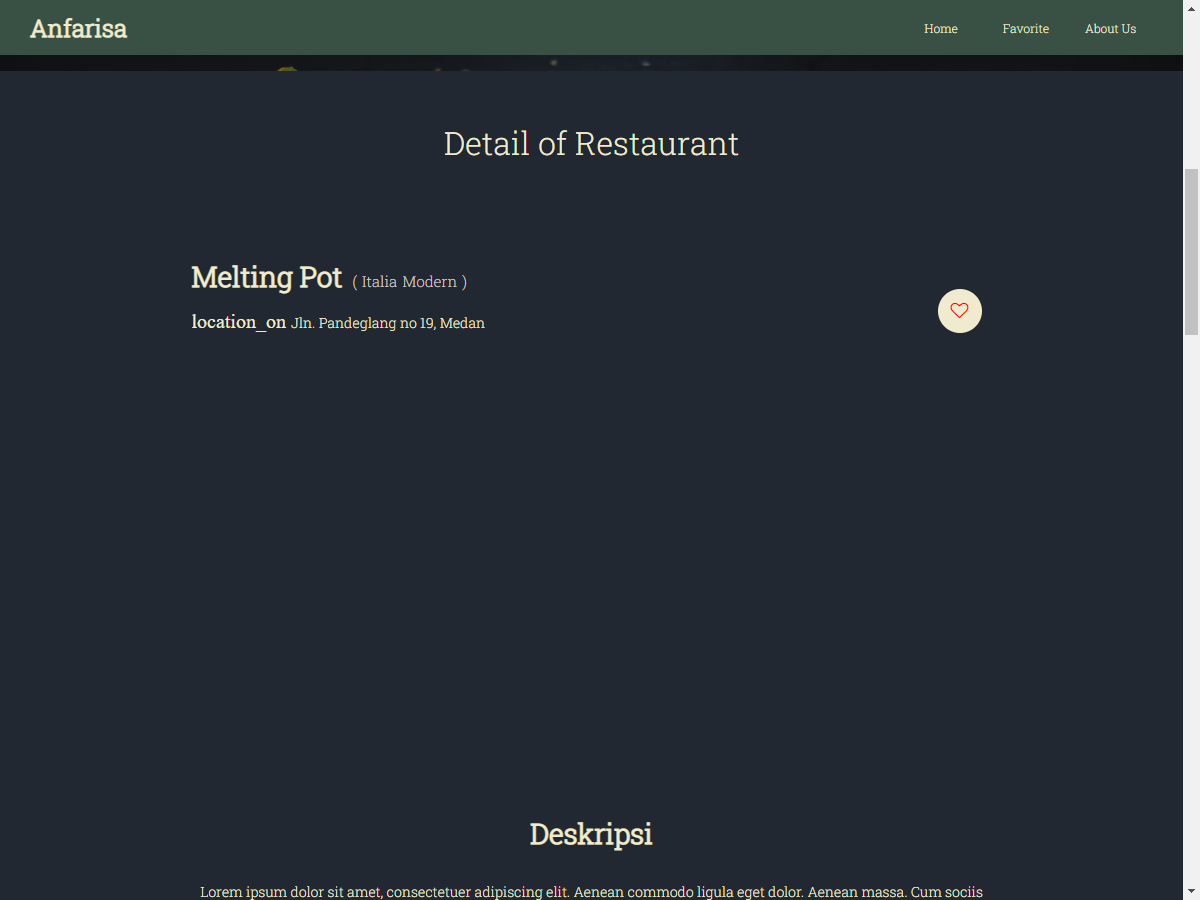 Anfarisa
Home Favorite About Us
Detail of Restaurant
Melting Pot ( Italia Modern )
location_on Jln. Pandeglang no 19, Medan
Deskripsi
Lorem ipsum dolor sit amet, consectetuer adipiscing elit. Aenean commodo ligula eget dolor. Aenean massa. Cum sociis